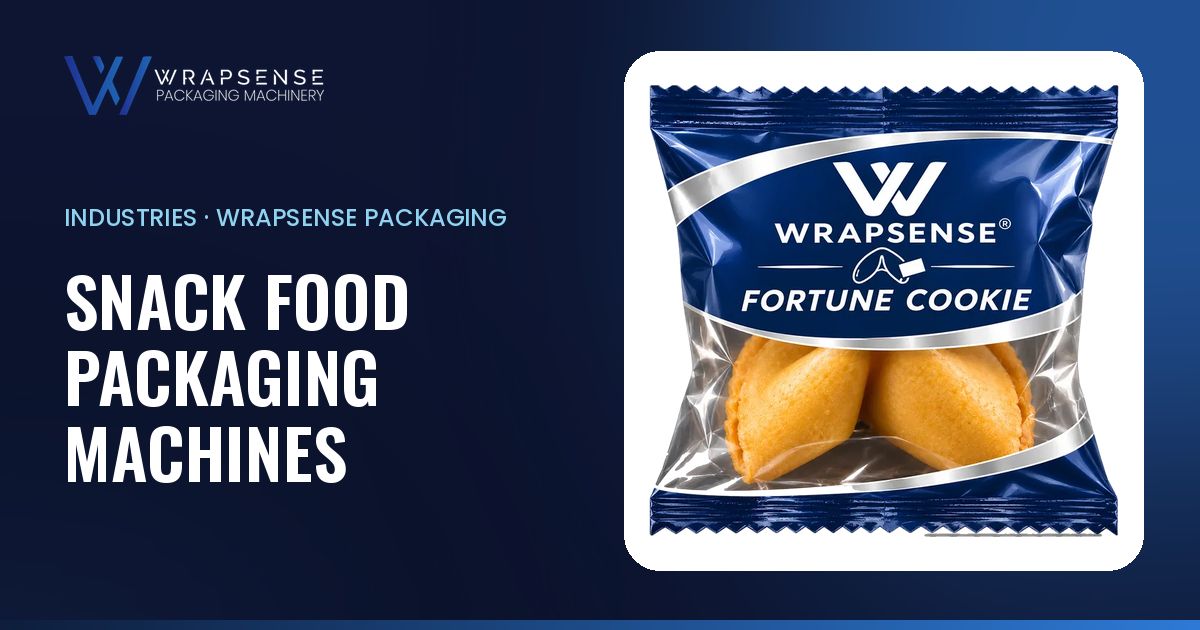 WRAPSENSE
PACKAGING MACHINERY
INDUSTRIES · WRAPSENSE PACKAGING
SNACK FOOD
PACKAGING
MACHINES
WRAPSENSE®
FORTUNE COOKIE